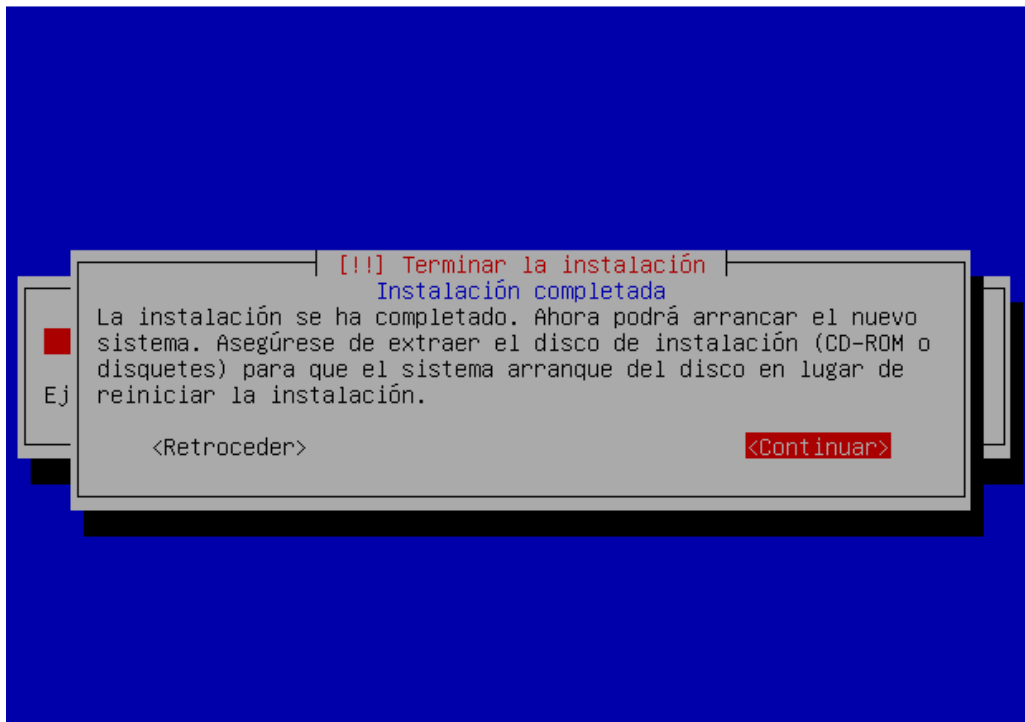 [!!] Terminar la instalación
Instalación completada
La instalación se ha completado. Ahora podrá arrancar el nuevo
sistema. Asegúrese de extraer el disco de instalación (CD-ROM o
disquetes) para que el sistema arranque del disco en lugar de
Ej
reiniciar la instalación.
<Retroceder>
<Continuar>